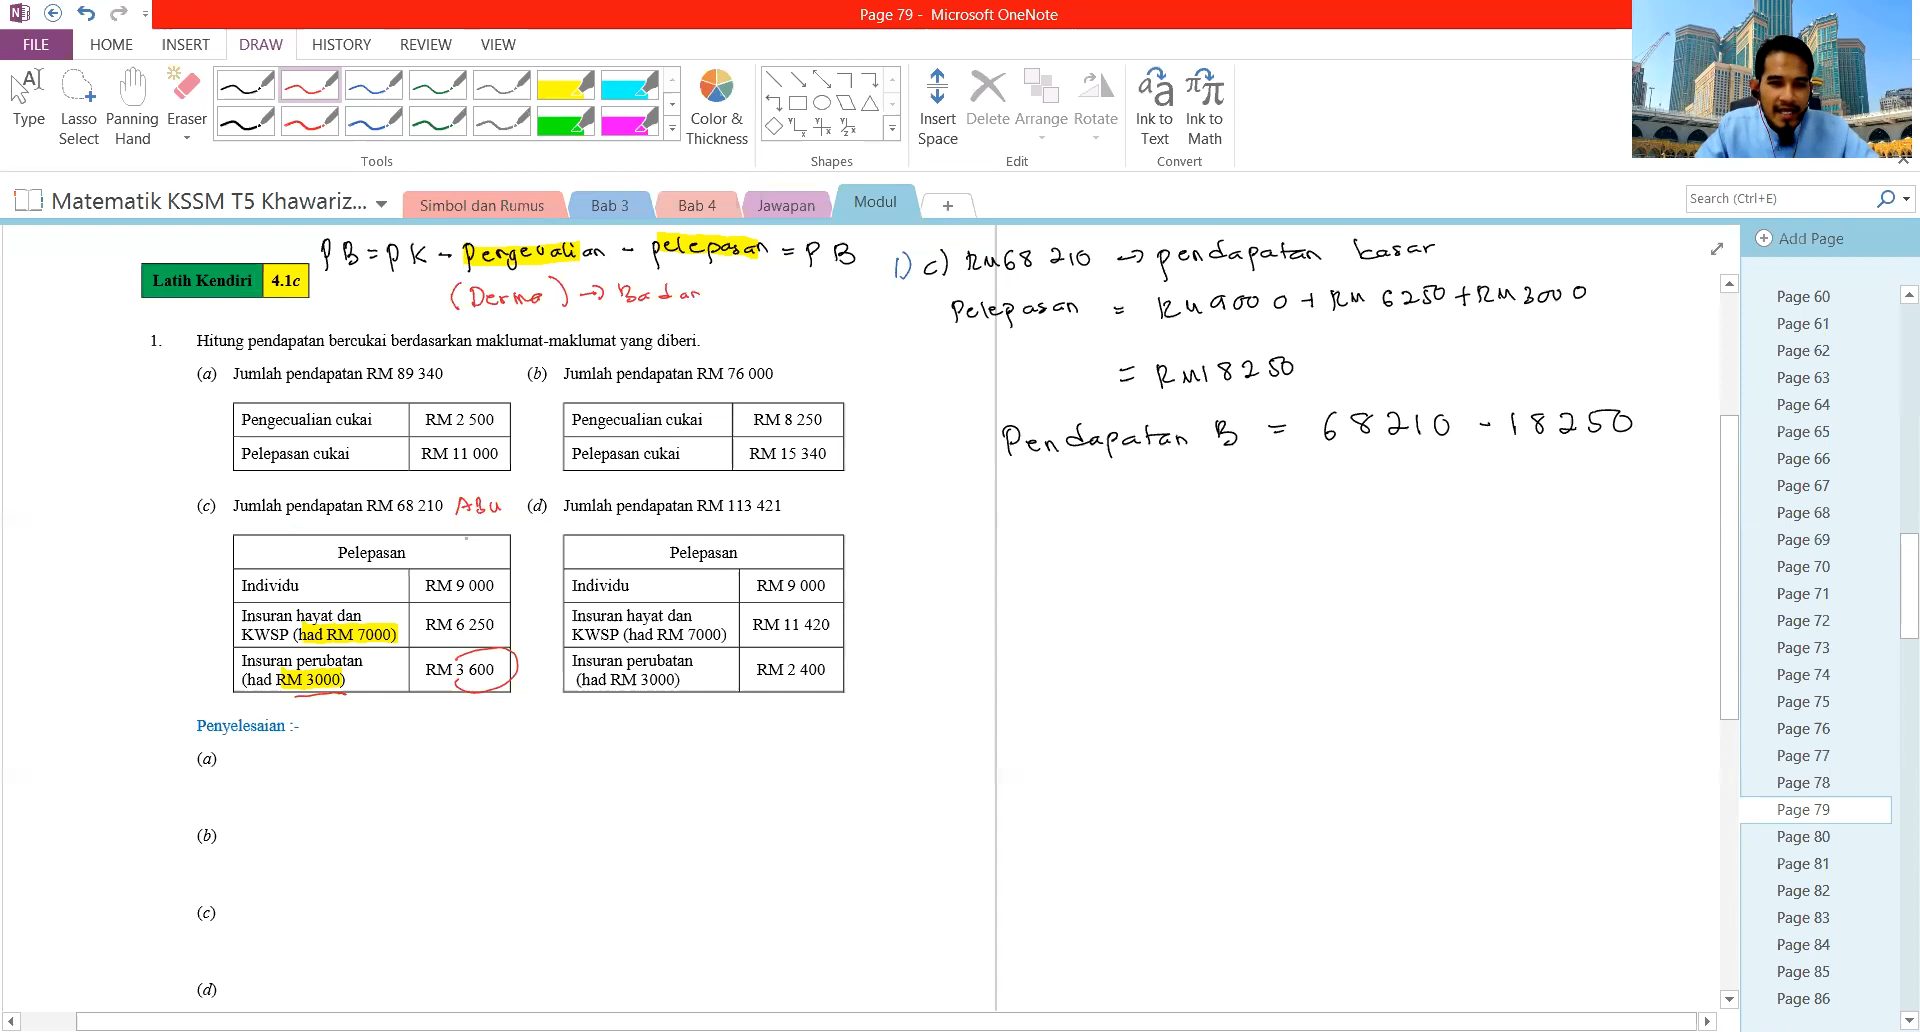 Page 79 - Microsoft OneNote
FILE HOME INSERT DRAW HISTORY REVIEW VIEW
Type
Lasso Select
Panning Hand
Eraser
Color & Thickness
Insert Space
Delete
Arrange
Rotate
Ink to Text
Ink to Math
Tools
Shapes
Edit
Convert
Matematik KSSM T5 Khawariz...
Simbol dan Rumus
Bab 3
Bab 4
Jawapan
Modul
+
Search (Ctrl+E)
PB = PK - Pengecualian - pelepasan = PB
(Derma) → Badan
Latih Kendiri 4.1c
1. Hitung pendapatan bercukai berdasarkan maklumat-maklumat yang diberi.
(a) Jumlah pendapatan RM 89 340
Pengecualian cukai RM 2 500
Pelepasan cukai RM 11 000
(b) Jumlah pendapatan RM 76 000
Pengecualian cukai RM 8 250
Pelepasan cukai RM 15 340
(c) Jumlah pendapatan RM 68 210 ABU
Pelepasan
Individu RM 9 000
Insuran hayat dan
KWSP (had RM 7000) RM 6 250
Insuran perubatan
(had RM 3000) RM 3 600
(d) Jumlah pendapatan RM 113 421
Pelepasan
Individu RM 9 000
Insuran hayat dan
KWSP (had RM 7000) RM 11 420
Insuran perubatan
(had RM 3000) RM 2 400
Penyelesaian :-
(a)
(b)
(c)
(d)
1) c) RM68 210 → pendapatan kasar
Pelepasan = RM9000 + RM 6250 + RM3000
= RM18250
Pendapatan B = 68210 - 18250
Add Page
Page 60
Page 61
Page 62
Page 63
Page 64
Page 65
Page 66
Page 67
Page 68
Page 69
Page 70
Page 71
Page 72
Page 73
Page 74
Page 75
Page 76
Page 77
Page 78
Page 79
Page 80
Page 81
Page 82
Page 83
Page 84
Page 85
Page 86